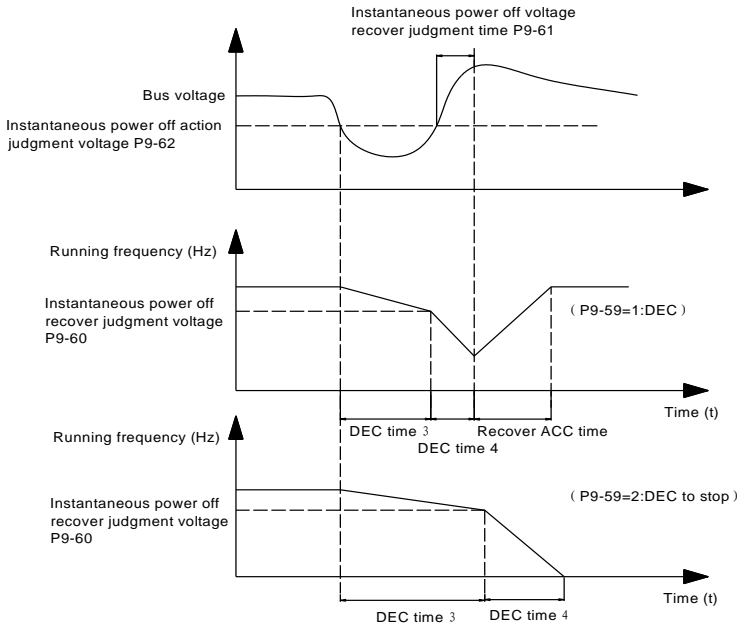 Instantaneous power off voltage
recover judgment time P9-61
Bus voltage
Instantaneous power off action
judgment voltage P9-62
Running frequency (Hz)
Instantaneous power off
recover judgment voltage
P9-60
( P9-59=1:DEC )
Time (t)
DEC time 3
Recover ACC time
DEC time 4
Running frequency (Hz)
Instantaneous power off
recover judgment voltage
P9-60
( P9-59=2:DEC to stop )
Time (t)
DEC time 3
DEC time 4